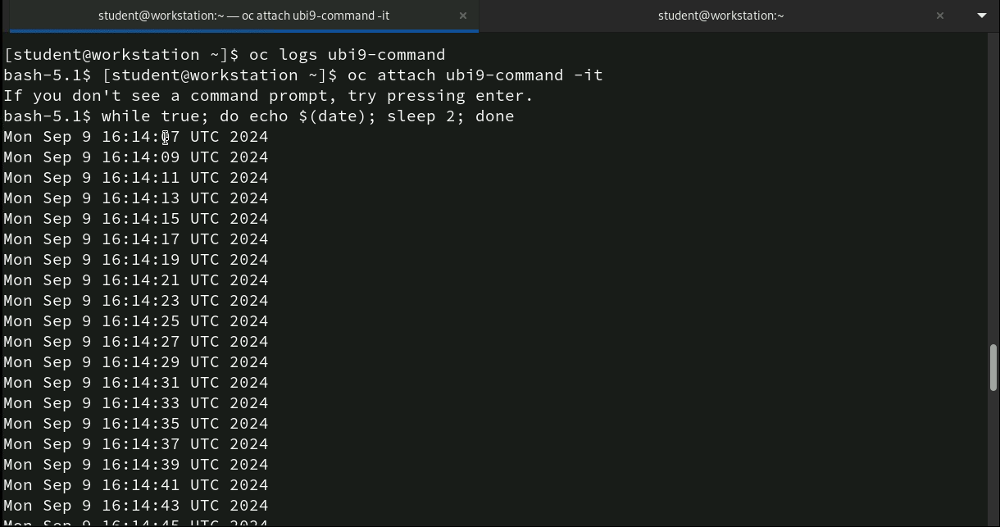 student@workstation:~ — oc attach ubi9-command -it
student@workstation:~
[student@workstation ~]$ oc logs ubi9-command
bash-5.1$ [student@workstation ~]$ oc attach ubi9-command -it
If you don't see a command prompt, try pressing enter.
bash-5.1$ while true; do echo $(date); sleep 2; done
Mon Sep 9 16:14:07 UTC 2024
Mon Sep 9 16:14:09 UTC 2024
Mon Sep 9 16:14:11 UTC 2024
Mon Sep 9 16:14:13 UTC 2024
Mon Sep 9 16:14:15 UTC 2024
Mon Sep 9 16:14:17 UTC 2024
Mon Sep 9 16:14:19 UTC 2024
Mon Sep 9 16:14:21 UTC 2024
Mon Sep 9 16:14:23 UTC 2024
Mon Sep 9 16:14:25 UTC 2024
Mon Sep 9 16:14:27 UTC 2024
Mon Sep 9 16:14:29 UTC 2024
Mon Sep 9 16:14:31 UTC 2024
Mon Sep 9 16:14:33 UTC 2024
Mon Sep 9 16:14:35 UTC 2024
Mon Sep 9 16:14:37 UTC 2024
Mon Sep 9 16:14:39 UTC 2024
Mon Sep 9 16:14:41 UTC 2024
Mon Sep 9 16:14:43 UTC 2024
Mon Sep 9 16:14:45 UTC 2024